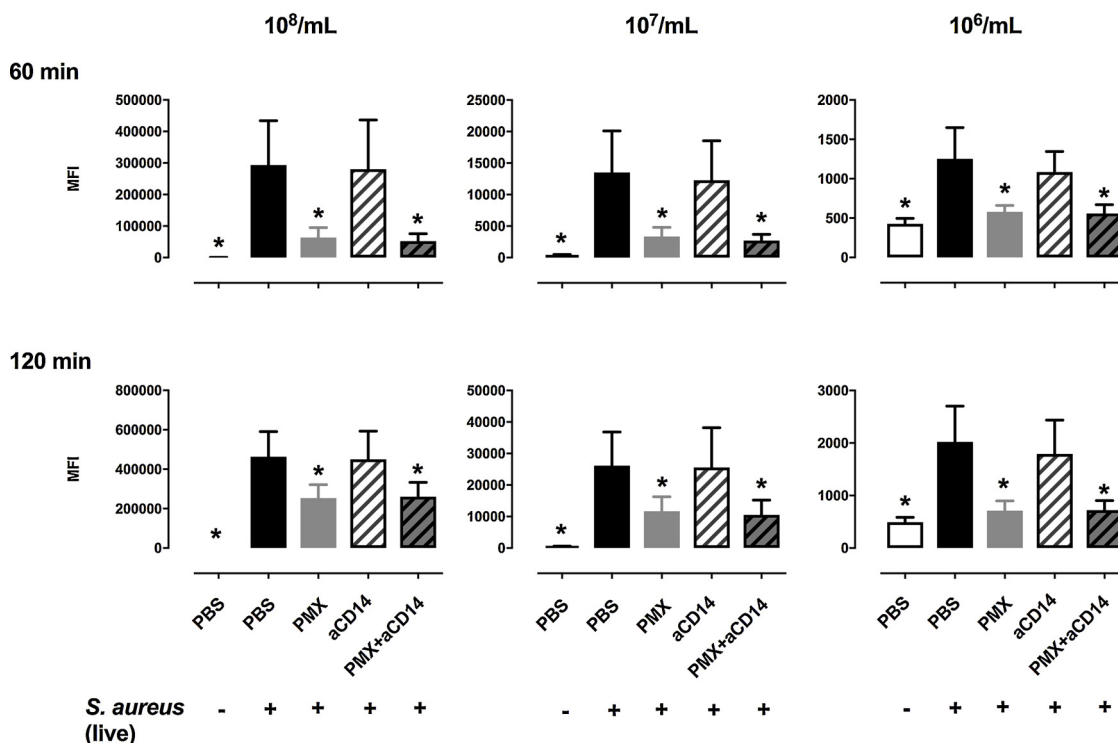 10⁸/mL 10⁷/mL 10⁶/mL
60 min
MFI
500000
400000
300000
200000
100000
0
* * *
25000
20000
15000
10000
5000
0
* * *
2000
1500
1000
500
0
* * *
120 min
MFI
800000
600000
400000
200000
0
* * *
50000
40000
30000
20000
10000
0
* * *
3000
2000
1000
0
* * *
PBS PBS PMX aCD14 PMX+aCD14
PBS PBS PMX aCD14 PMX+aCD14
PBS PBS PMX aCD14 PMX+aCD14
S. aureus - + + + + - + + + + - + + + +
(live)